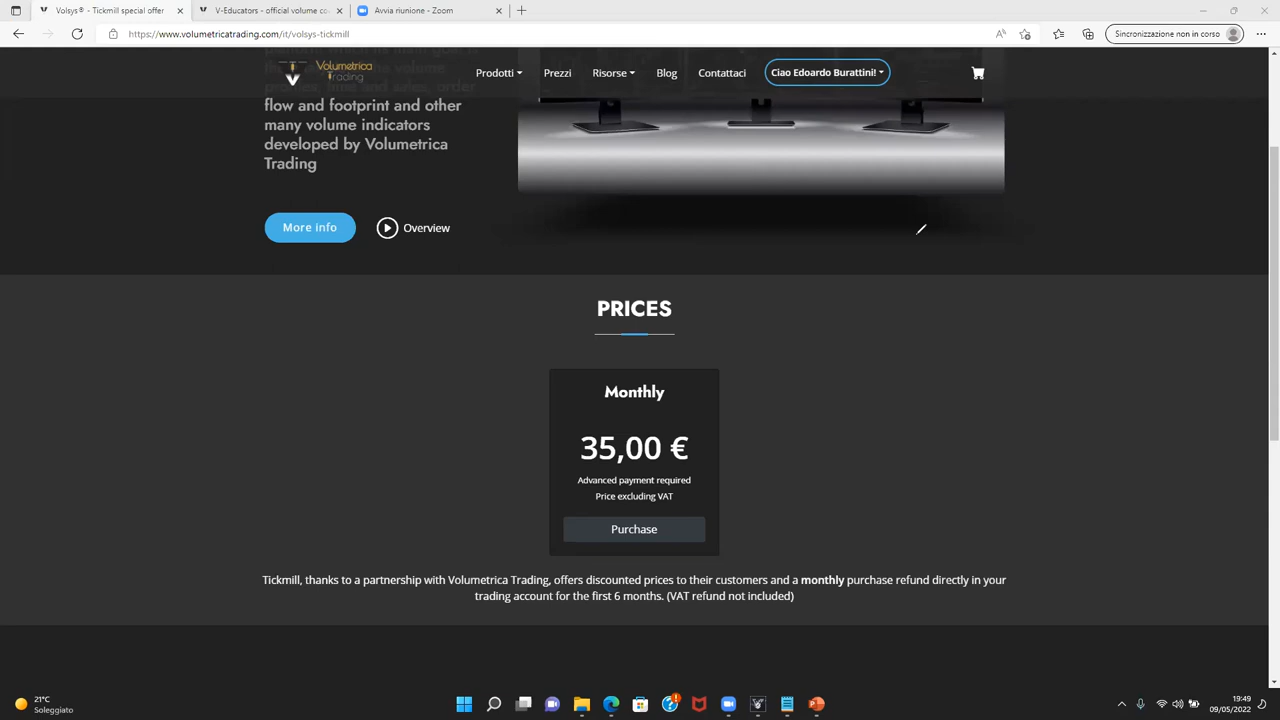 Volsys® - Tickmill special offer
V-Educators - official volume co
Avvia riunione - Zoom
https://www.volumetricatrading.com/it/volsys-tickmill
Sincronizzazione non in corso
Volumetrica Trading
Prodotti
Prezzi
Risorse
Blog
Contattaci
Ciao Edoardo Burattini!
flow and footprint and other
many volume indicators
developed by Volumetrica
Trading
More info
Overview
PRICES
Monthly
35,00 €
Advanced payment required
Price excluding VAT
Purchase
Tickmill, thanks to a partnership with Volumetrica Trading, offers discounted prices to their customers and a monthly purchase refund directly in your
trading account for the first 6 months. (VAT refund not included)
21°C
Soleggiato
19:49
09/05/2022